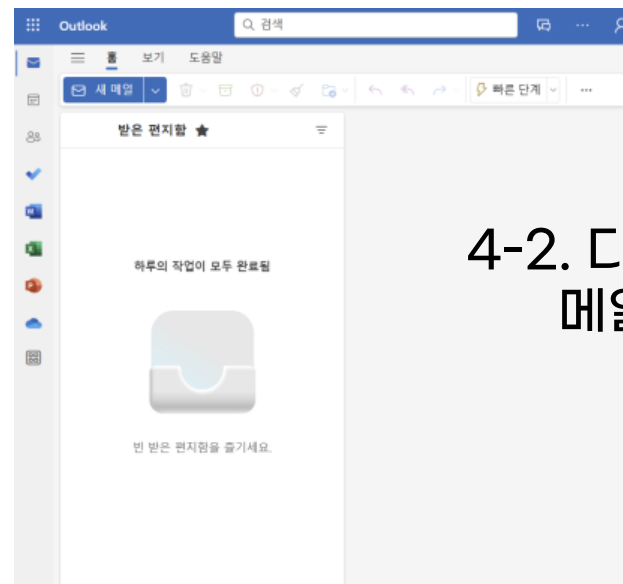 Outlook
검색
홈 보기 도움말
새 메일
빠른 단계
받은 편지함
하루의 작업이 모두 완료됨
빈 받은 편지함을 즐기세요.
4-2.